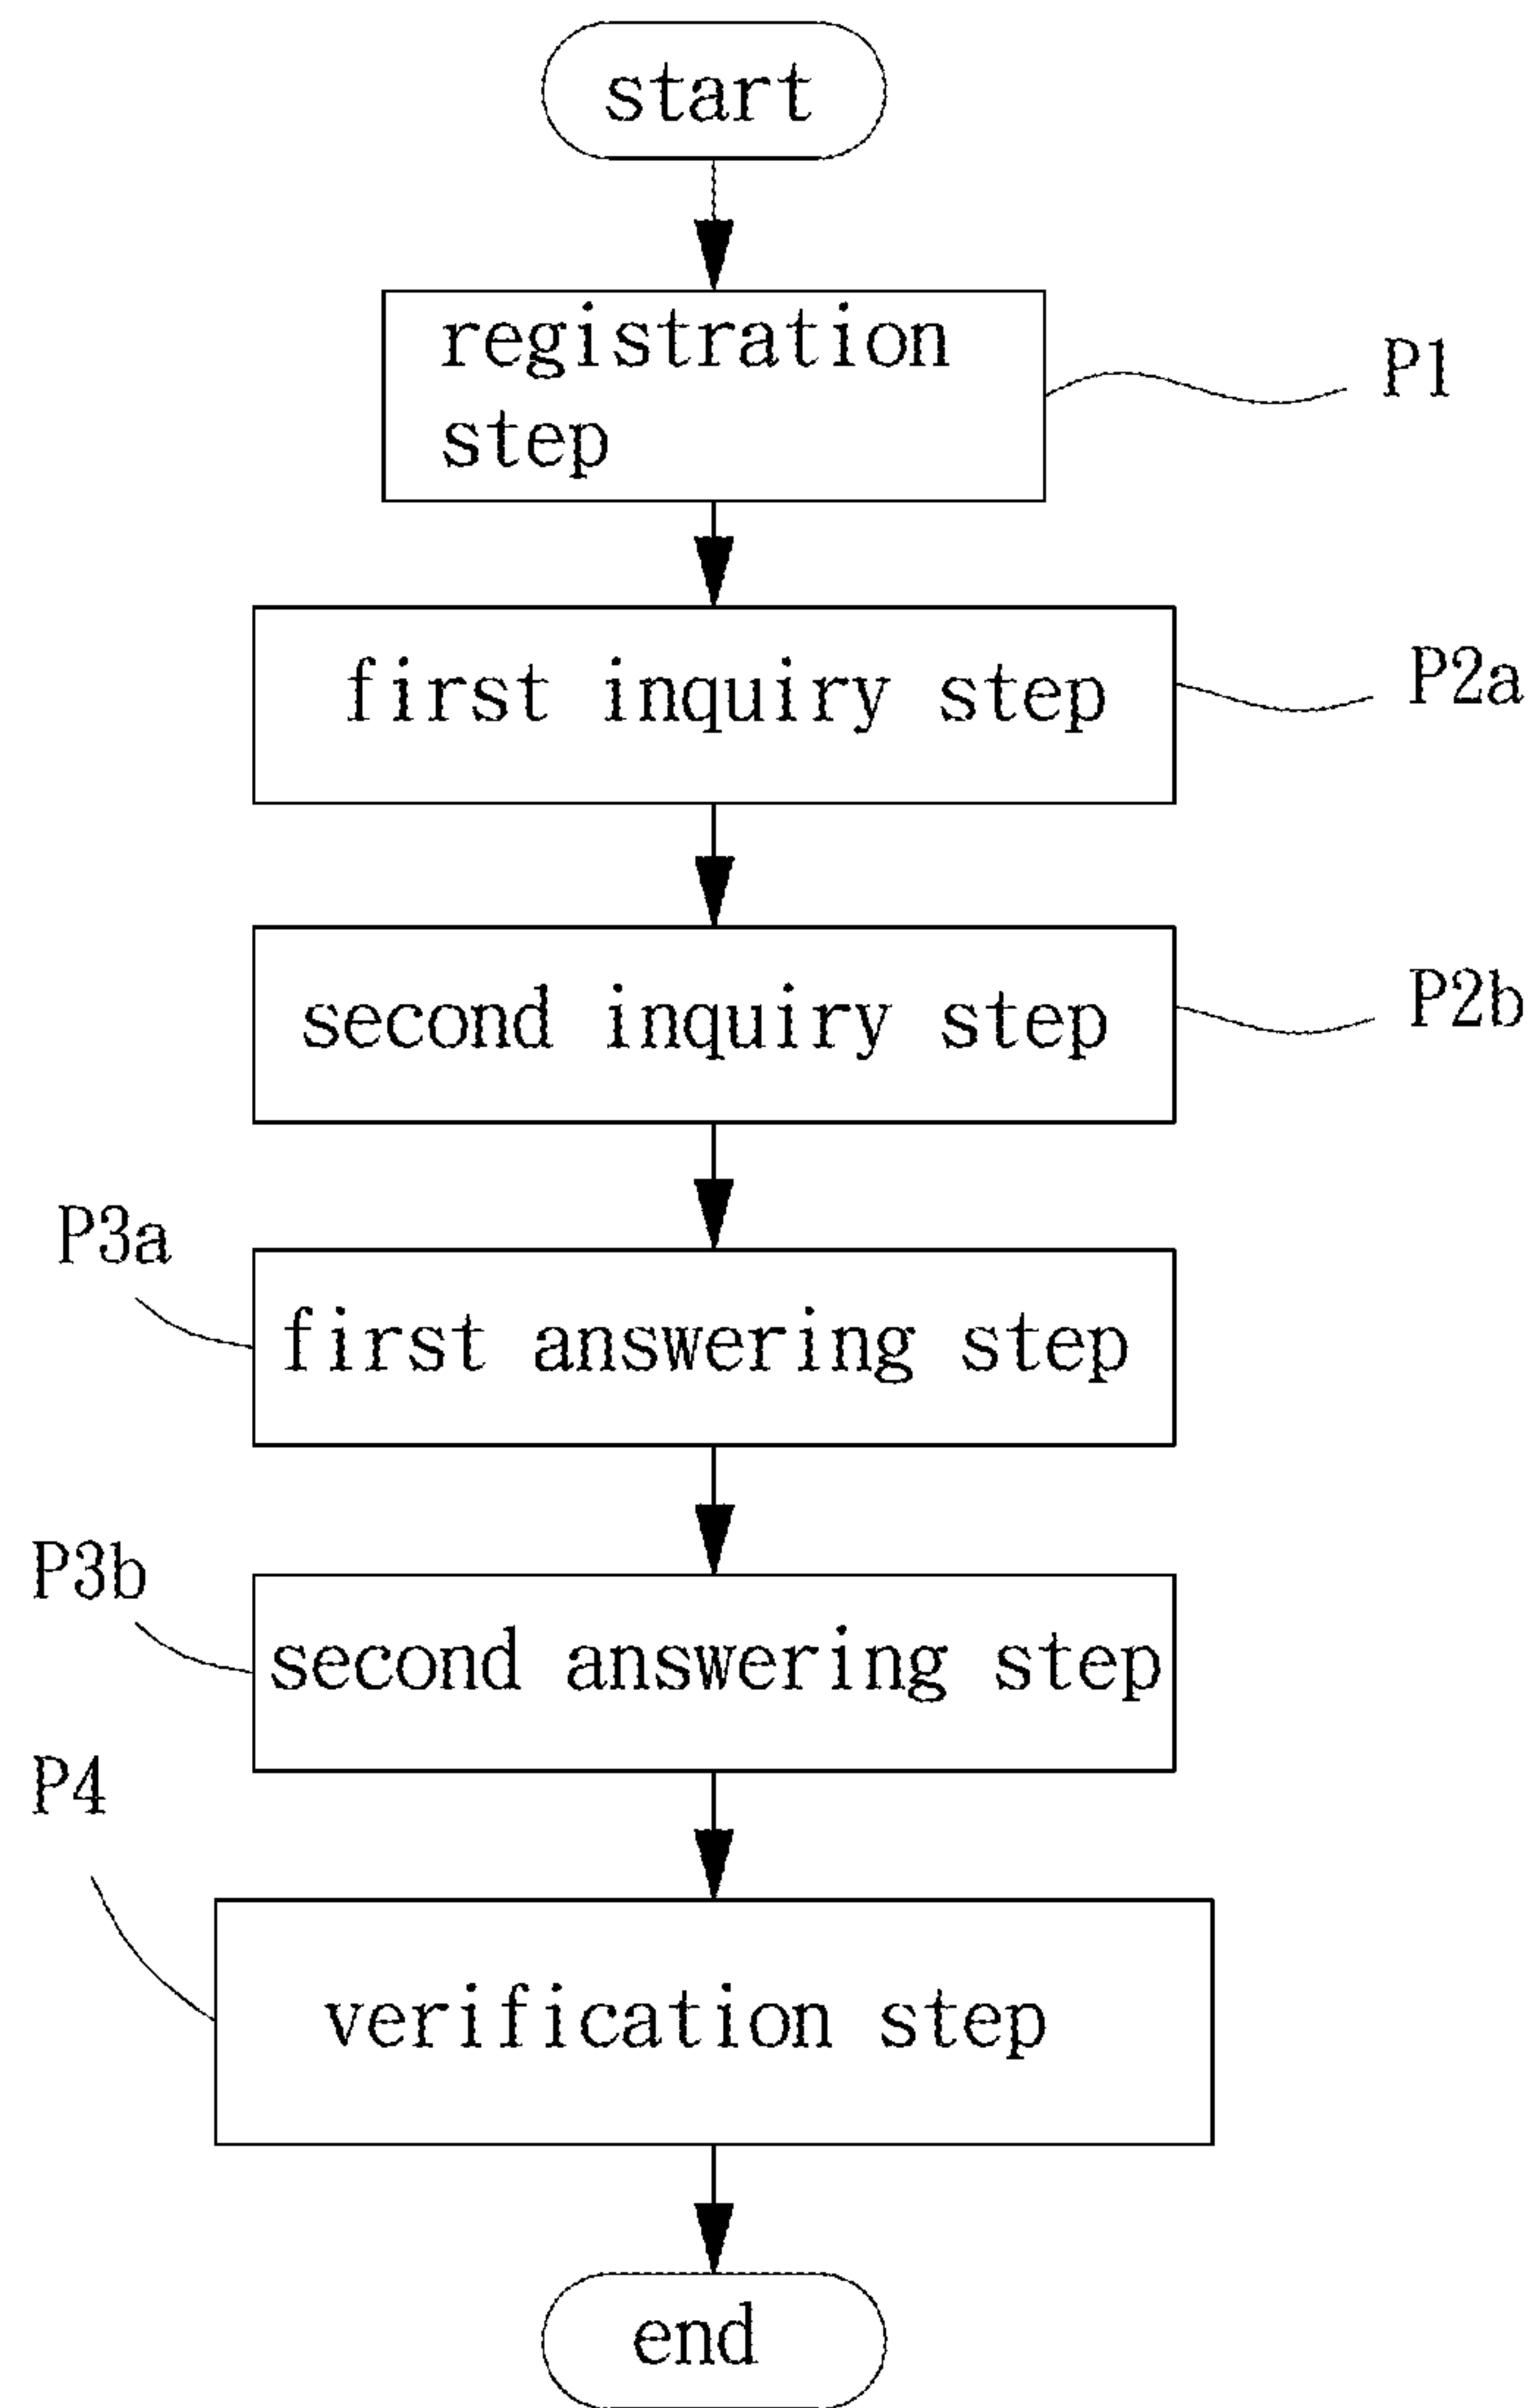 start
registration
step
P1
first inquiry step
P2a
second inquiry step
P2b
P3a
first answering step
P3b
second answering step
P4
verification step
end